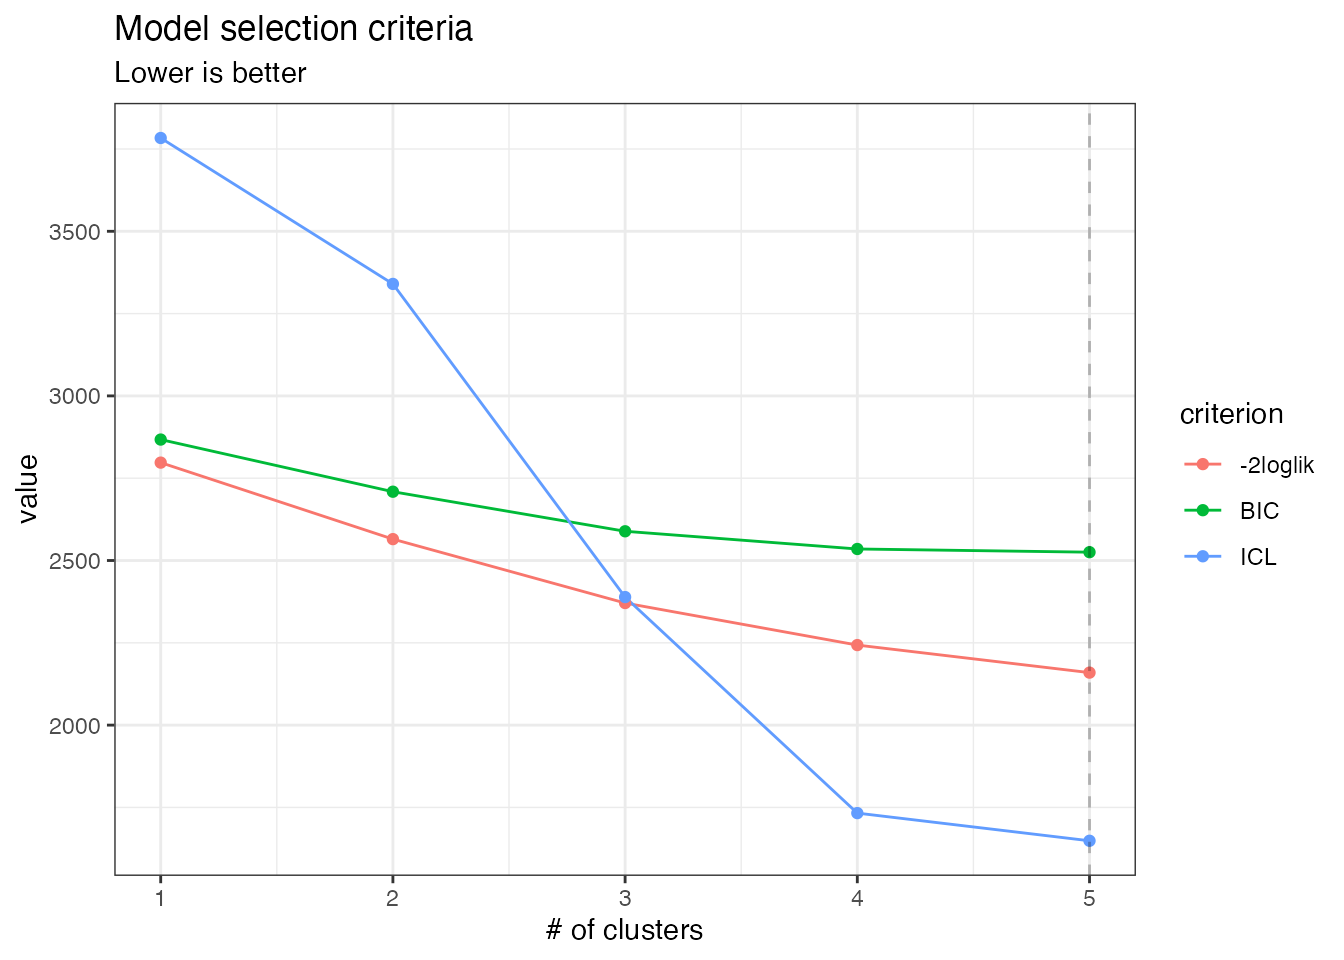 Model selection criteria
Lower is better
value
3500
3000
2500
2000
1 2 3 4 5
# of clusters
criterion
-2loglik
BIC
ICL